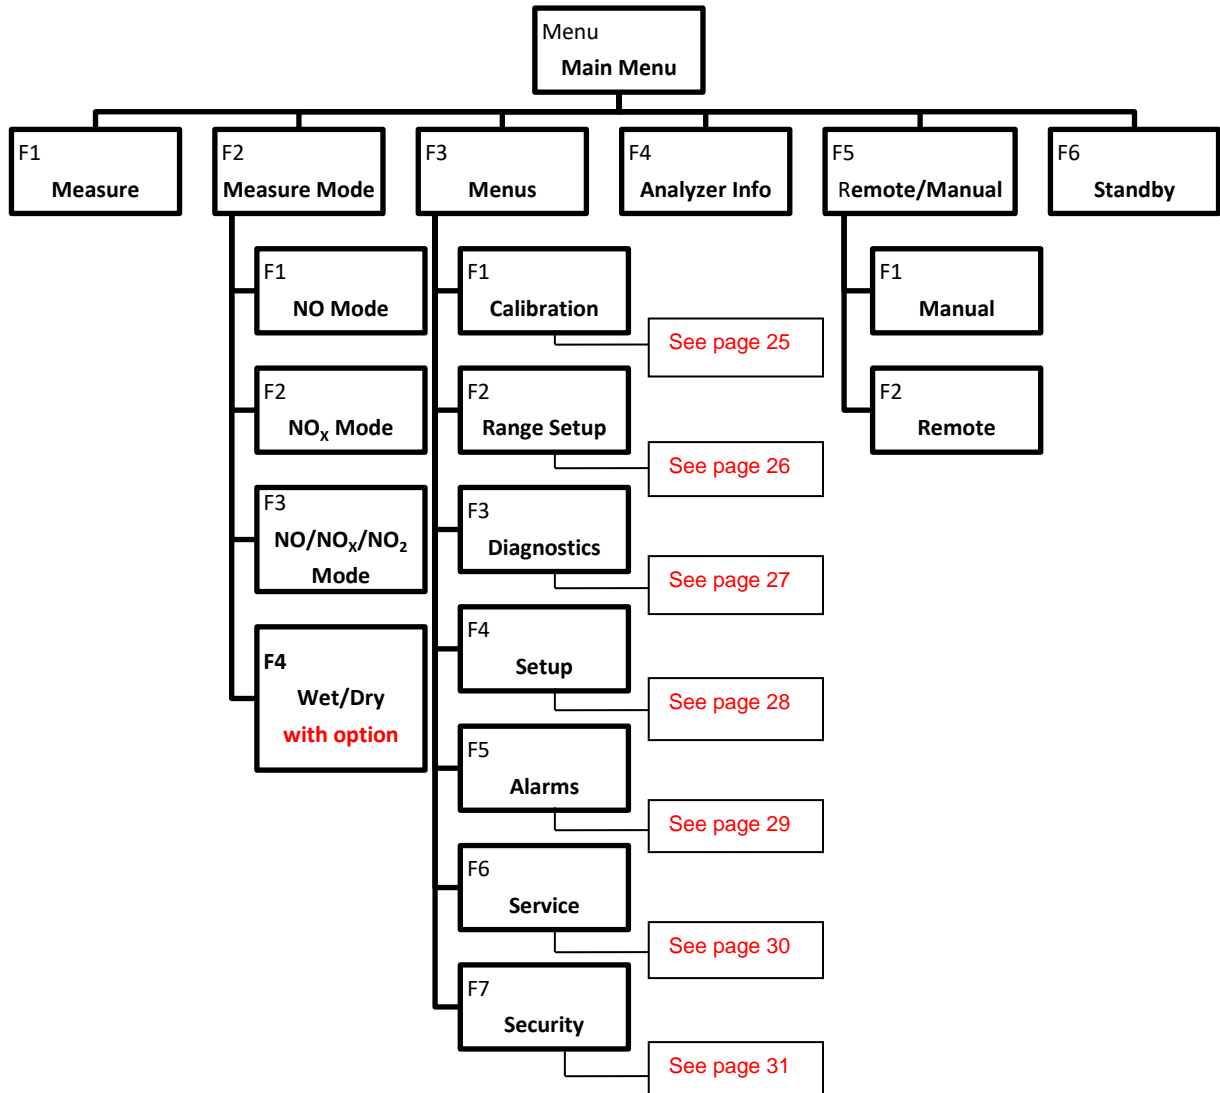 Menu
Main Menu
F1
Measure
F2
Measure Mode
F3
Menus
F4
Analyzer Info
F5
Remote/Manual
F6
Standby
F1
NO Mode
F2
NOX Mode
F3
NO/NOX/NO2
Mode
F4
Wet/Dry
with option
F1
Calibration
See page 25
F2
Range Setup
See page 26
F3
Diagnostics
See page 27
F4
Setup
See page 28
F5
Alarms
See page 29
F6
Service
See page 30
F7
Security
See page 31
F1
Manual
F2
Remote